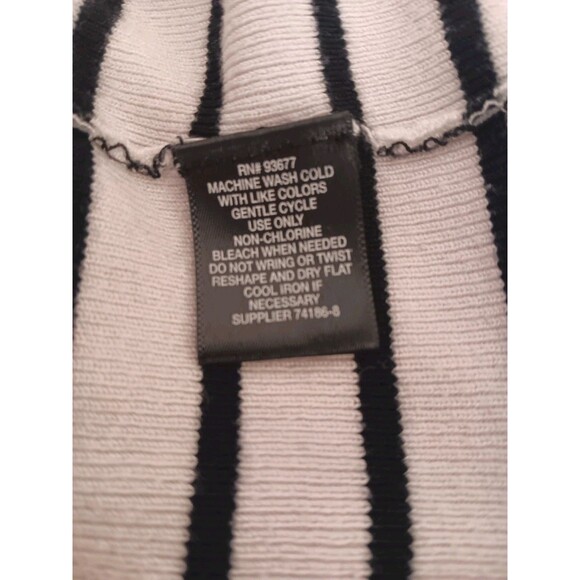 RN# 93677
MACHINE WASH COLD
WITH LIKE COLORS
GENTLE CYCLE
USE ONLY
NON-CHLORINE
BLEACH WHEN NEEDED
DO NOT WRING OR TWIST
RESHAPE AND DRY FLAT
COOL IRON IF
NECESSARY
SUPPLIER 74186-8